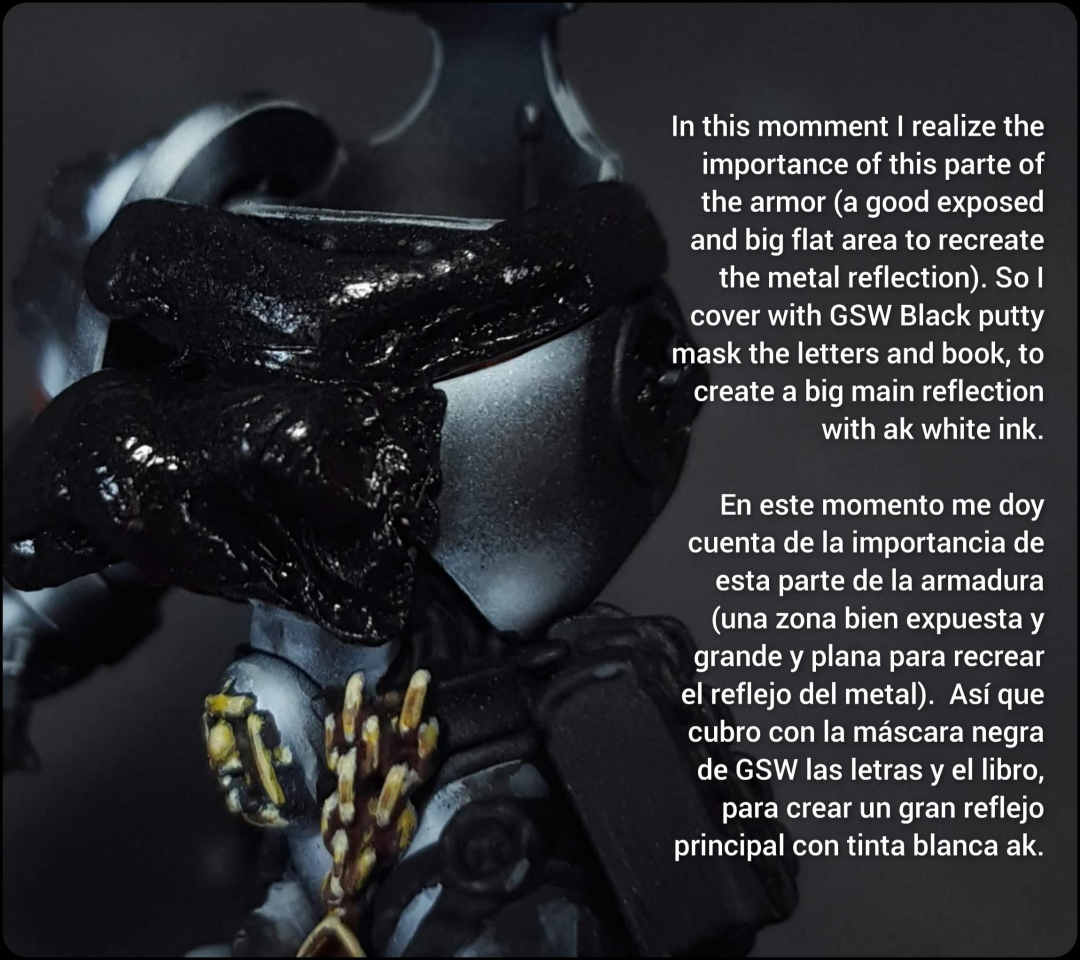 In this momment I realize the
importance of this parte of
the armor (a good exposed
and big flat area to recreate
the metal reflection). So I
cover with GSW Black putty
mask the letters and book, to
create a big main reflection
with ak white ink.
En este momento me doy
cuenta de la importancia de
esta parte de la armadura
(una zona bien expuesta y
grande y plana para recrear
el reflejo del metal).  Así que
cubro con la máscara negra
de GSW las letras y el libro,
para crear un gran reflejo
principal con tinta blanca ak.